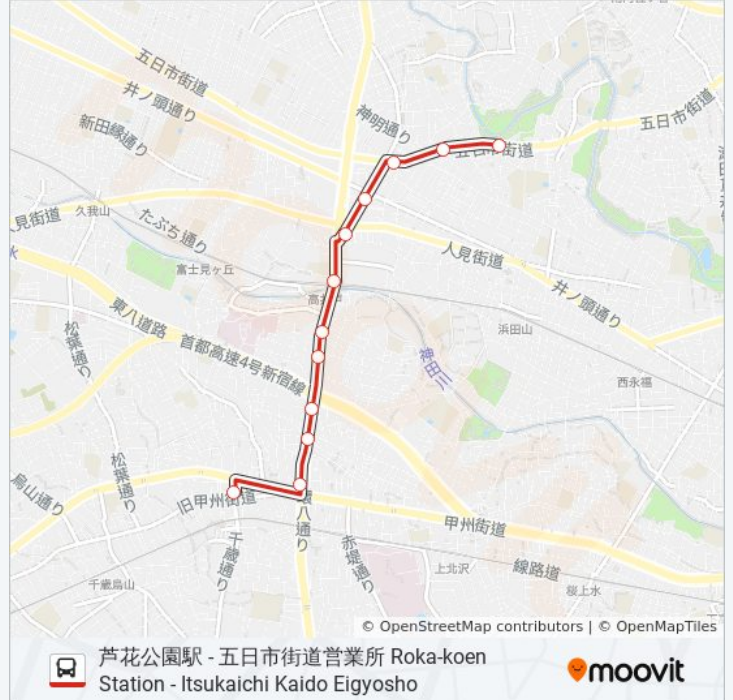 五日市街道
井ノ頭通り
新田緑通り
神明通り
五日市街道
五日市街道
久我山
人見街道
たぶち通り
富士見ヶ丘
人見街道
井ノ頭通り
東八道路
浜田山
松葉通り
首都高速4号新宿線
神田川
西永福
松葉通り
烏山通り
旧甲州街道
環八通り
甲州街道
千歳通り
赤堤通り
上北沢
線路道
千歳烏山
桜上水
© OpenStreetMap contributors | © OpenMapTiles
芦花公園駅 - 五日市街道営業所 Roka-koen
Station - Itsukaichi Kaido Eigyosho
moovit